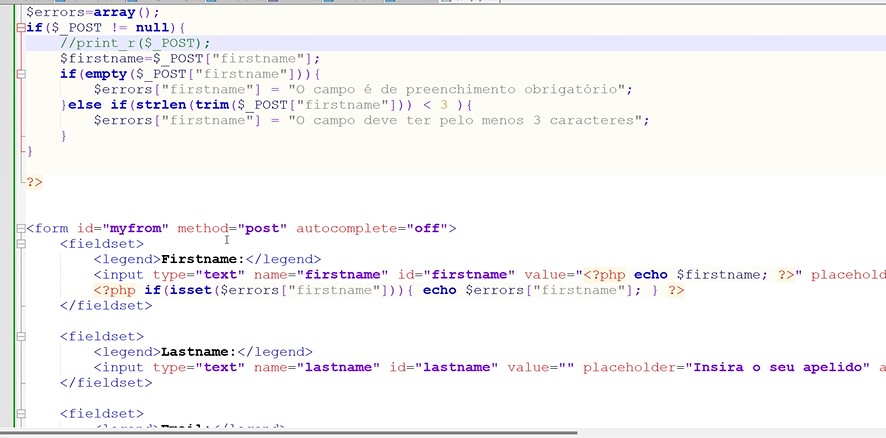 $errors=array();
if($_POST != null){
//print_r($_POST);
$firstname=$_POST["firstname"];
if(empty($_POST["firstname"])){
$errors["firstname"] = "O campo é de preenchimento obrigatório";
}else if(strlen(trim($_POST["firstname"])) < 3 ){
$errors["firstname"] = "O campo deve ter pelo menos 3 caracteres";
}
}
?>
<form id="myfrom" method="post" autocomplete="off">
<fieldset>
<legend>Firstname:</legend>
<input type="text" name="firstname" id="firstname" value="<?php echo $firstname; ?>" placehold
<?php if(isset($errors["firstname"])){ echo $errors["firstname"]; } ?>
</fieldset>
<fieldset>
<legend>Lastname:</legend>
<input type="text" name="lastname" id="lastname" value="" placeholder="Insira o seu apelido" a
</fieldset>
<fieldset>